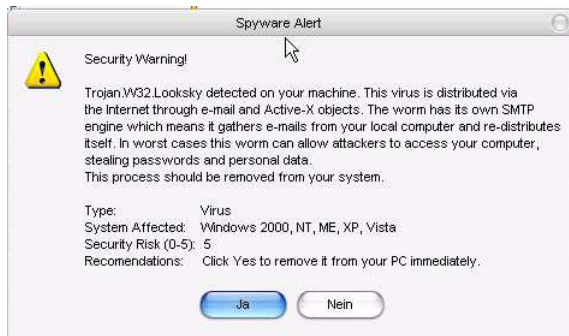 Spyware Alert
Security Warning!
Trojan.W32.Looksky detected on your machine. This virus is distributed via
the Internet through e-mail and Active-X objects. The worm has its own SMTP
engine which means it gathers e-mails from your local computer and re-distributes
itself. In worst cases this worm can allow attackers to access your computer,
stealing passwords and personal data.
This process should be removed from your system.
Type: Virus
System Affected: Windows 2000, NT, ME, XP, Vista
Security Risk (0-5): 5
Recomendations: Click Yes to remove it from your PC immediately.
Ja Nein